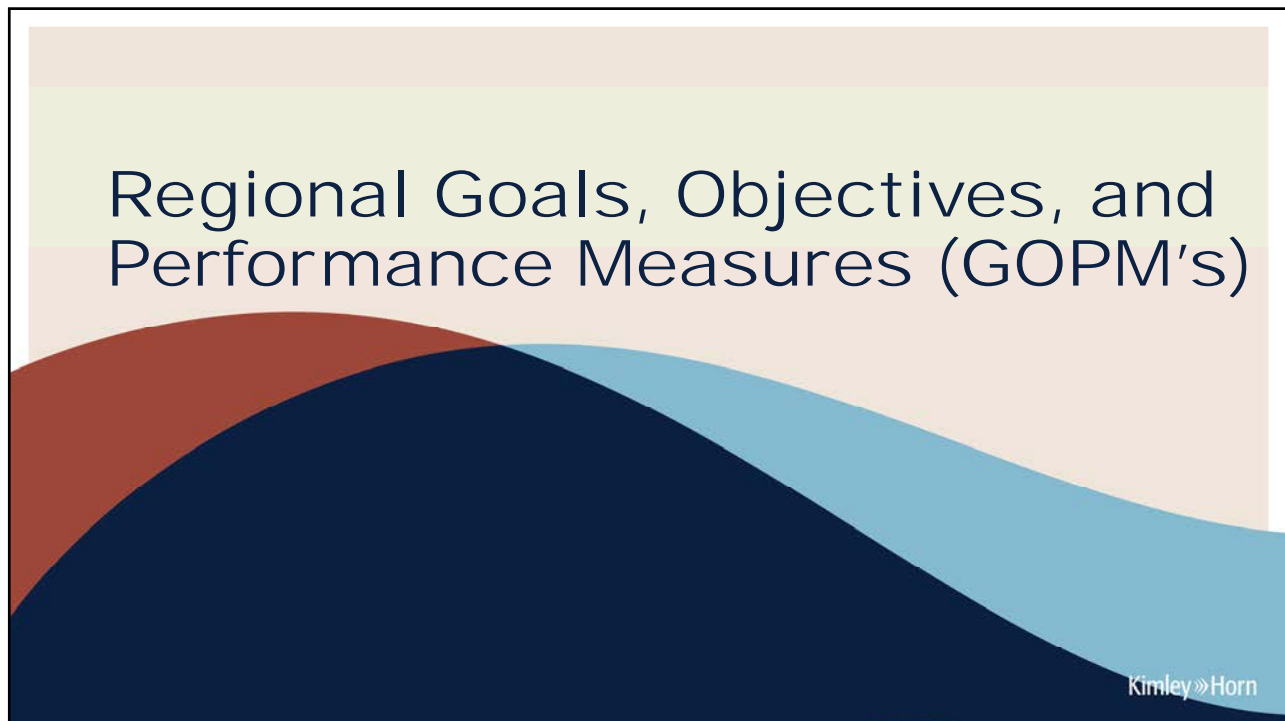 Regional Goals, Objectives, and
Performance Measures (GOPM's)
Kimley»Horn